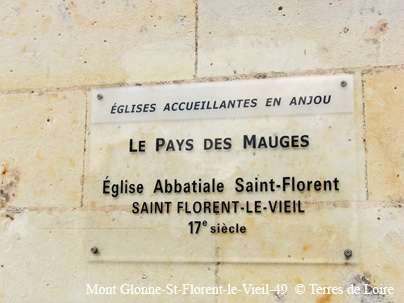 ÉGLISES ACCUEILLANTES EN ANJOU
LE PAYS DES MAUGES
Église Abbatiale Saint-Florent
SAINT FLORENT-LE-VIEIL
17e siècle
Mont Glonne-St-Florent-le-Vieil-49 © Terres de Loire